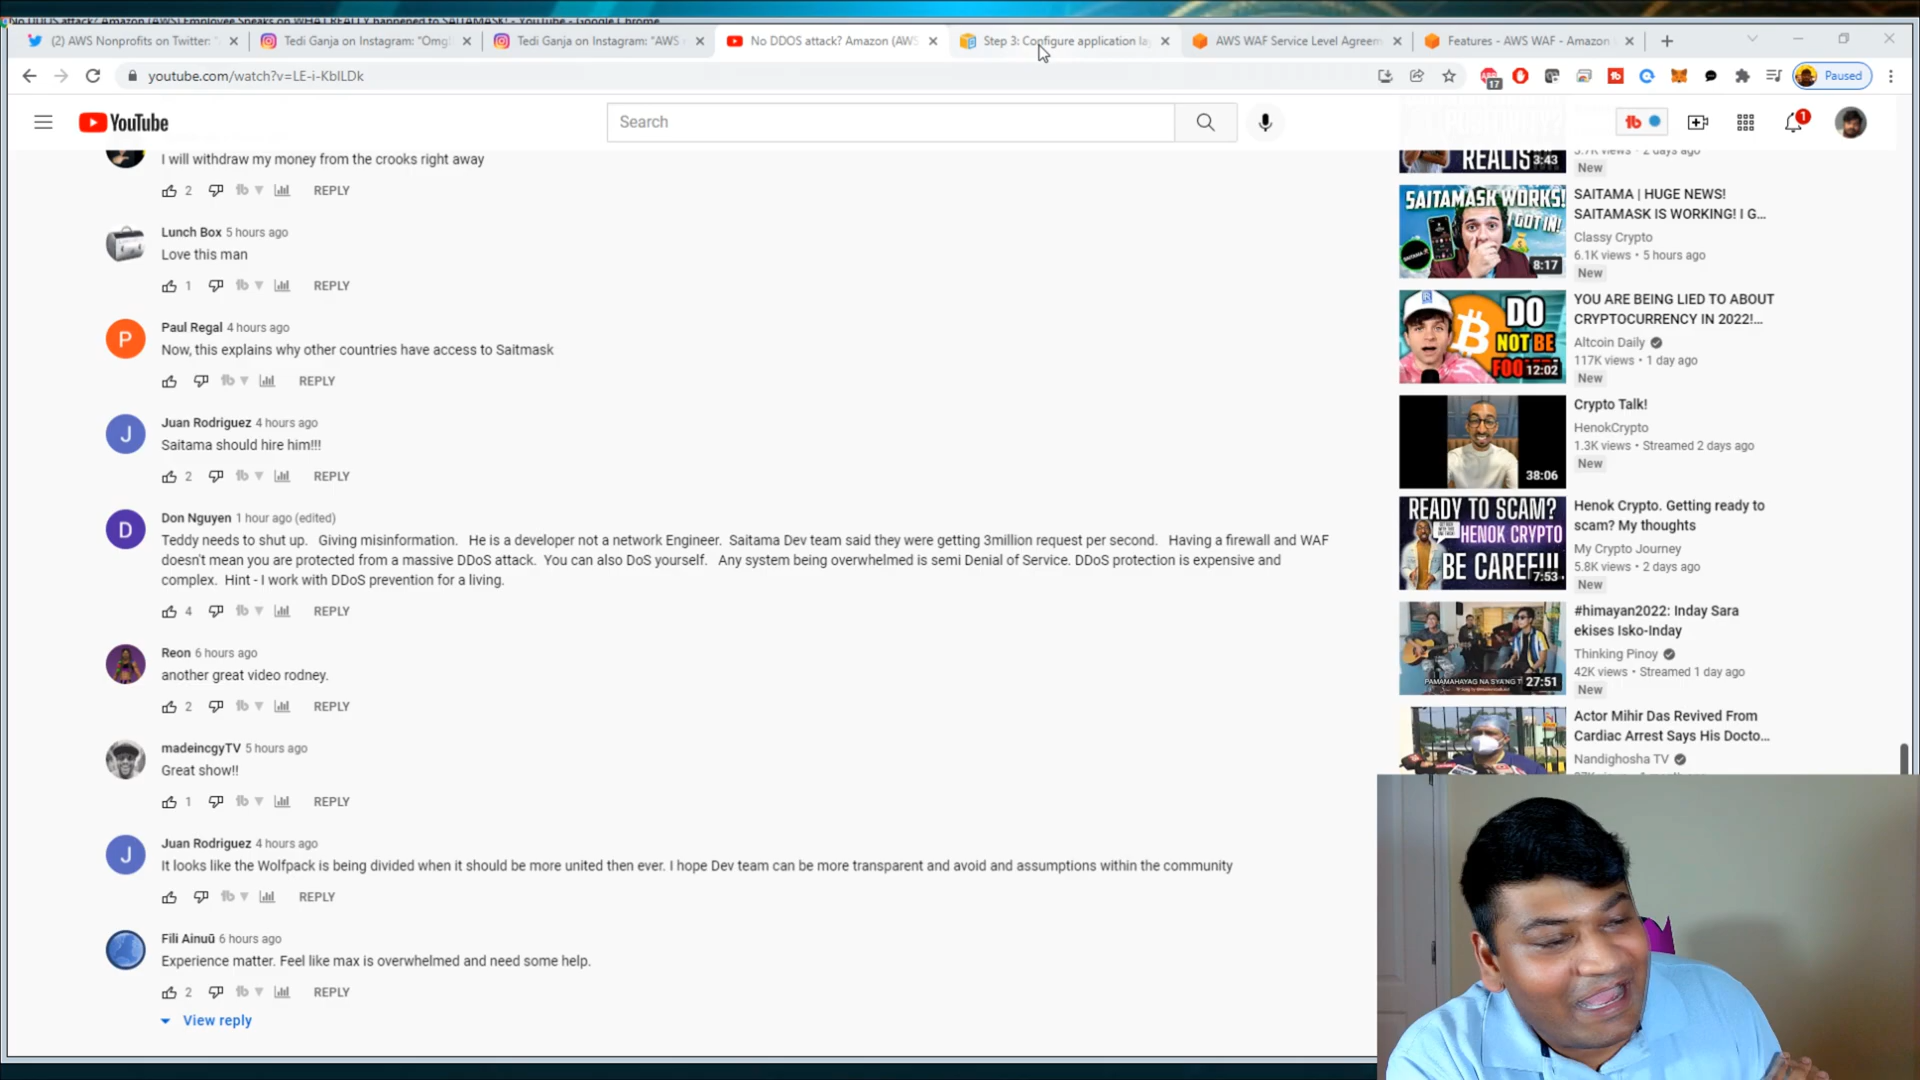 No DDOS attack? Amazon (AWS) Employee Speaks on WHAT REALLY happened to SAITAMASK! - YouTube - Google Chrome
(2) AWS Nonprofits on Twitter: "
Tedi Ganja on Instagram: "Omg!
Tedi Ganja on Instagram: "AWS
No DDOS attack? Amazon (AWS
Step 3: Configure application la
AWS WAF Service Level Agreem
Features - AWS WAF - Amazon
youtube.com/watch?v=LE-i-KbILDk
17
Paused
YouTube
Search
1
I will withdraw my money from the crooks right away
2 REPLY
Lunch Box 5 hours ago
Love this man
1 REPLY
Paul Regal 4 hours ago
Now, this explains why other countries have access to Saitmask
REPLY
Juan Rodriguez 4 hours ago
Saitama should hire him!!!
2 REPLY
D
Don Nguyen 1 hour ago (edited)
Teddy needs to shut up. Giving misinformation. He is a developer not a network Engineer. Saitama Dev team said they were getting 3million request per second. Having a firewall and WAF
doesn't mean you are protected from a massive DDoS attack. You can also DoS yourself. Any system being overwhelmed is semi Denial of Service. DDoS protection is expensive and
complex. Hint - I work with DDoS prevention for a living.
4 REPLY
Reon 6 hours ago
another great video rodney.
2 REPLY
madeincgyTV 5 hours ago
Great show!!
1 REPLY
Juan Rodriguez 4 hours ago
It looks like the Wolfpack is being divided when it should be more united then ever. I hope Dev team can be more transparent and avoid and assumptions within the community
REPLY
Fili Ainuū 6 hours ago
Experience matter. Feel like max is overwhelmed and need some help.
2 REPLY
View reply
REALIS
3:43
3.7K views • 2 days ago
New
SAITAMASK WORKS!
I GOT IN!
8:17
SAITAMA | HUGE NEWS!
SAITAMASK IS WORKING! I G...
Classy Crypto
6.1K views • 5 hours ago
New
DO
NOT BE
12:02
YOU ARE BEING LIED TO ABOUT
CRYPTOCURRENCY IN 2022!...
Altcoin Daily
117K views • 1 day ago
New
38:06
Crypto Talk!
HenokCrypto
1.3K views • Streamed 2 days ago
New
READY TO SCAM?
HENOK CRYPTO
BE CAREF!!!
7:53
Henok Crypto. Getting ready to
scam? My thoughts
My Crypto Journey
5.8K views • 2 days ago
New
27:51
#himayan2022: Inday Sara
ekises Isko-Inday
Thinking Pinoy
42K views • Streamed 1 day ago
New
Actor Mihir Das Revived From
Cardiac Arrest Says His Docto...
Nandighosha TV